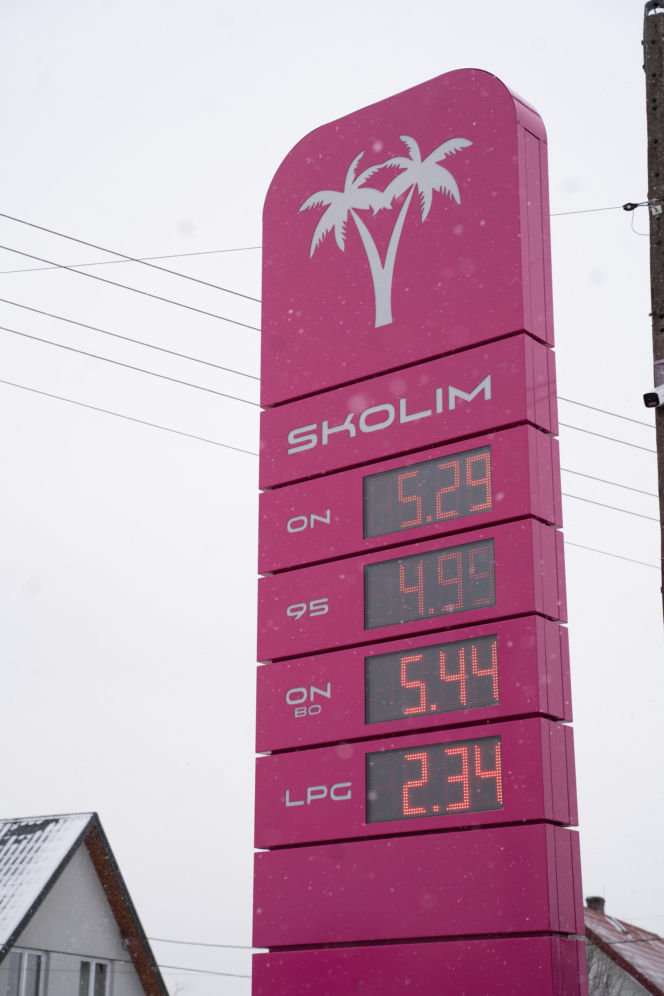 SKOLIM
ON 5.29
95 4.99
ON BO 5.44
LPG 2.34